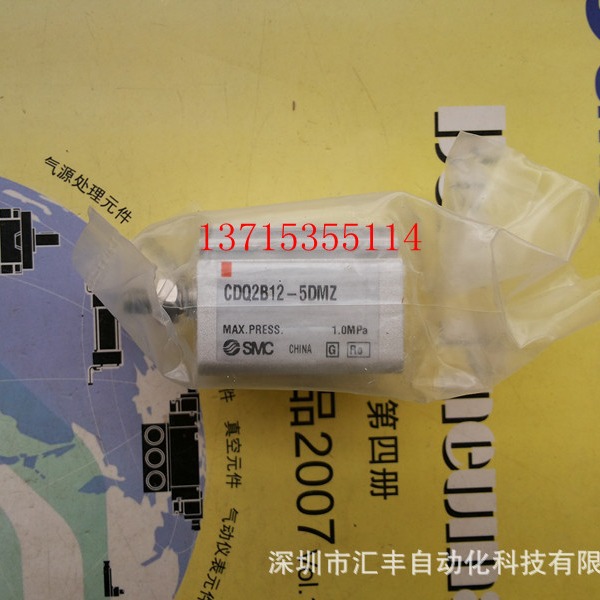 气源处理元件
13715355114
CDQ2B12-5DMZ
MAX.PRESS. 1.0MPa
SMC CHINA G
真空元件
气动仪表元件
品2007 Vol.
第四册
深圳市汇丰自动化科技有限